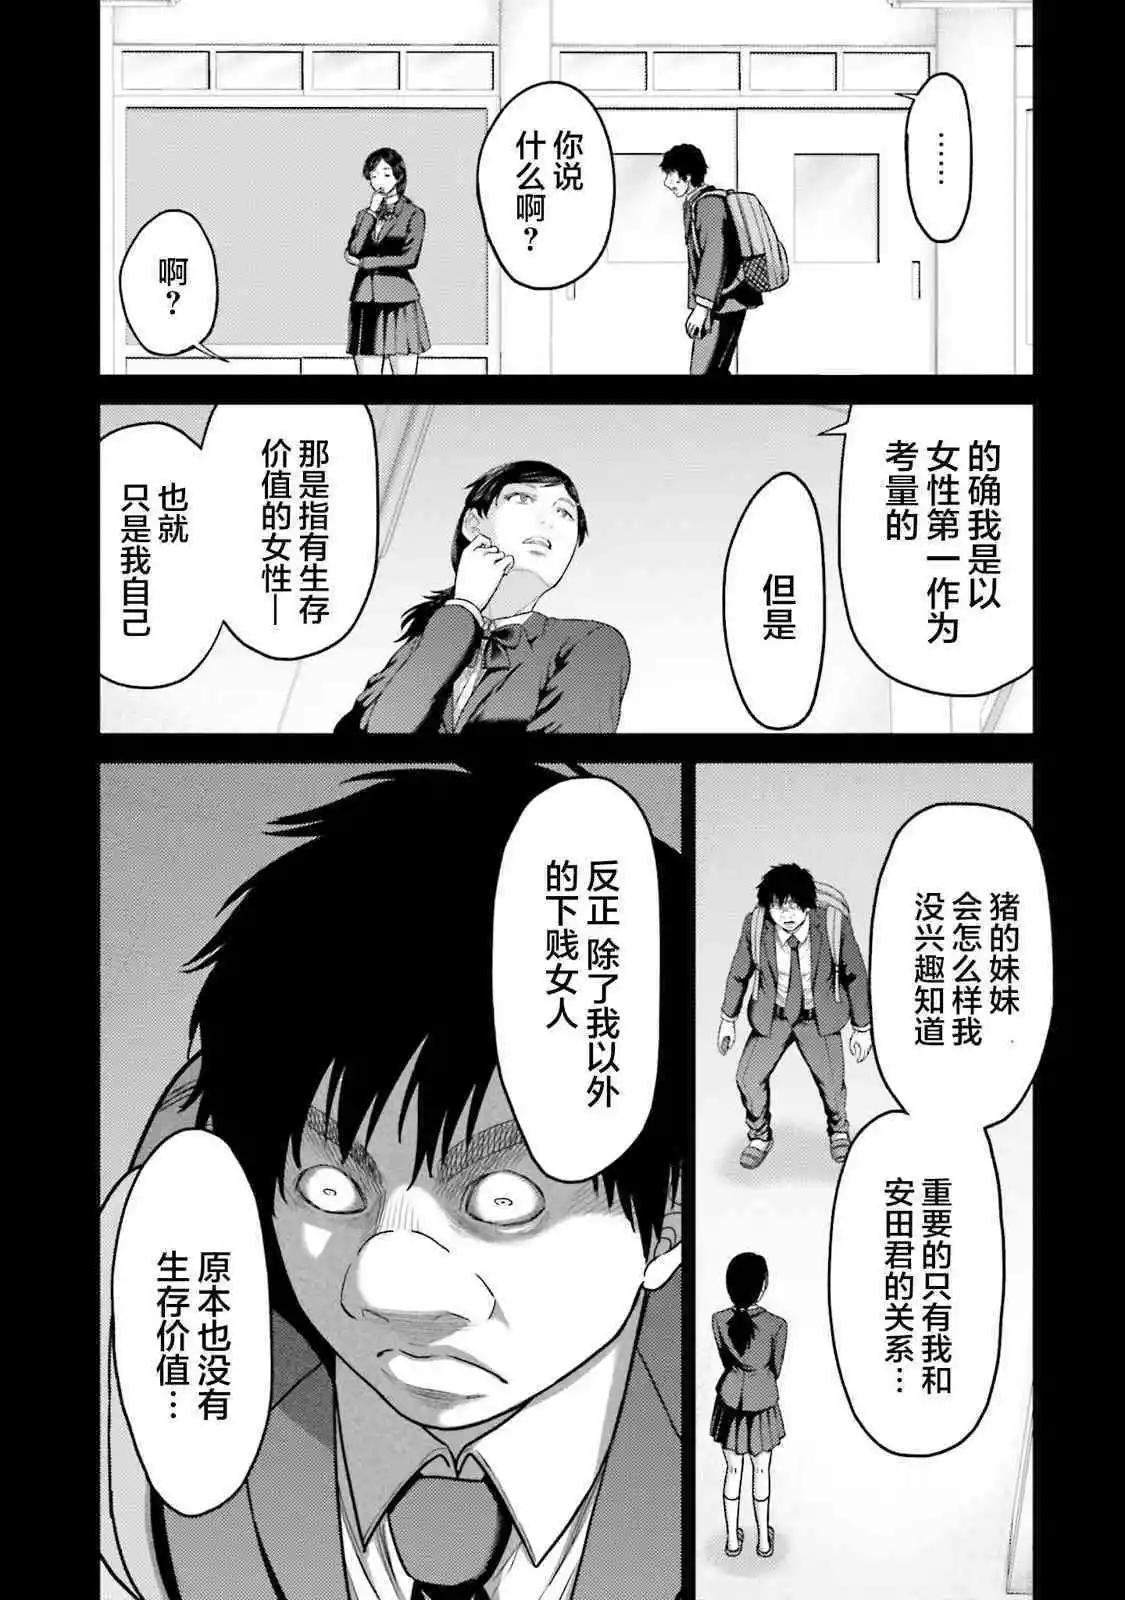 ……
你说
什么啊？
啊？
的确我是以
女性第一作为
考量的
但是
那是指有生存
价值的女性—
也就
只是我自己
猪的妹妹
会怎么样我
没兴趣知道
重要的只有我和
安田君的关系…
反正 除了我以外
的下贱女人
原本也没有
生存价值…